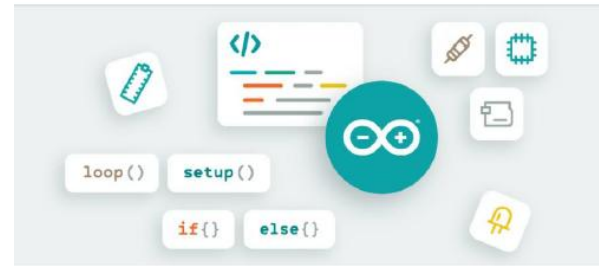 </>
loop() setup()
if{} else{}